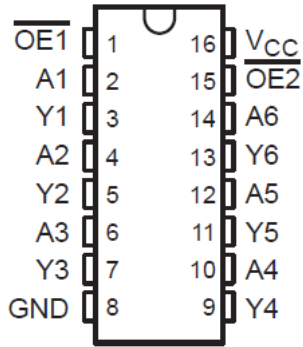 OE1 1 16 VCC
A1 2 15 OE2
Y1 3 14 A6
A2 4 13 Y6
Y2 5 12 A5
A3 6 11 Y5
Y3 7 10 A4
GND 8 9 Y4